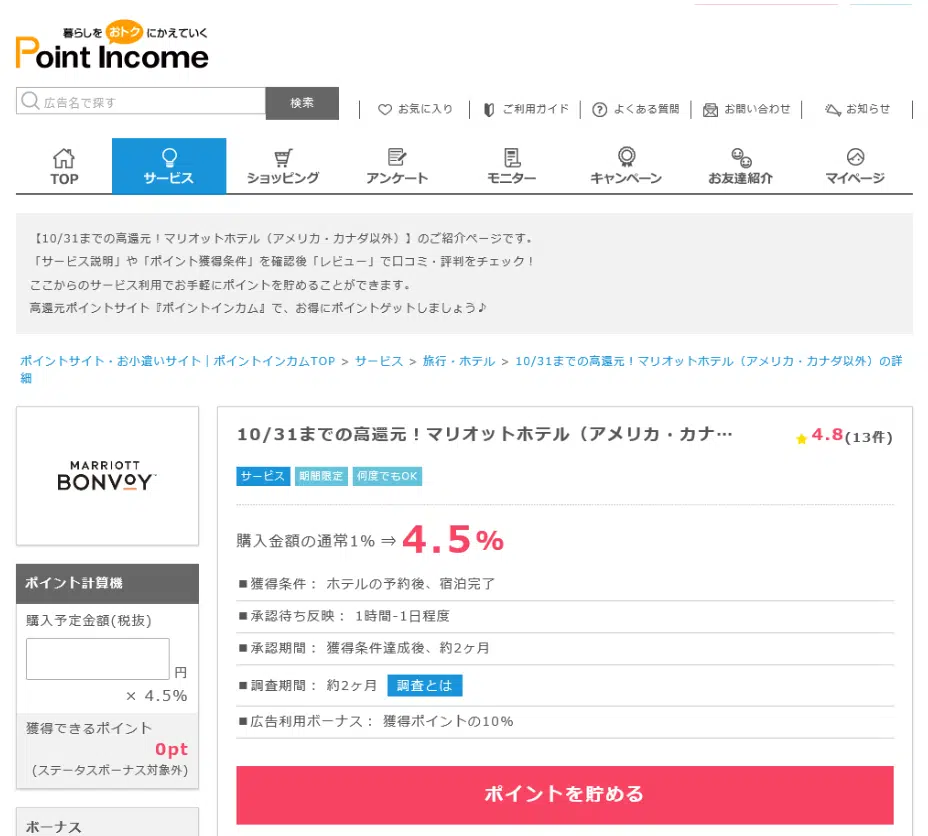 暮らしをおトクにかえていく
Point Income
広告名で探す
検索
お気に入り
ご利用ガイド
よくある質問
お問い合わせ
お知らせ
TOP
サービス
ショッピング
アンケート
モニター
キャンペーン
お友達紹介
マイページ
【10/31までの高還元！マリオットホテル（アメリカ・カナダ以外）】のご紹介ページです。
「サービス説明」や「ポイント獲得条件」を確認後「レビュー」で口コミ・評判をチェック！
ここからのサービス利用でお手軽にポイントを貯めることができます。
高還元ポイントサイト『ポイントインカム』で、お得にポイントゲットしましょう♪
ポイントサイト・お小遣いサイト｜ポイントインカムTOP > サービス > 旅行・ホテル > 10/31までの高還元！マリオットホテル（アメリカ・カナダ以外）の詳
細
MARRIOTT
BONVOY™
10/31までの高還元！マリオットホテル（アメリカ・カナ…
4.8(13件)
サービス 期間限定 何度でもOK
購入金額の通常1% ⇒ 4.5%
■獲得条件： ホテルの予約後、宿泊完了
■承認待ち反映： 1時間-1日程度
■承認期間： 獲得条件達成後、約2ヶ月
■調査期間： 約2ヶ月 調査とは
■広告利用ボーナス： 獲得ポイントの10%
ポイントを貯める
ポイント計算機
購入予定金額(税抜)
円
× 4.5%
獲得できるポイント
0pt
(ステータスボーナス対象外)
ボーナス